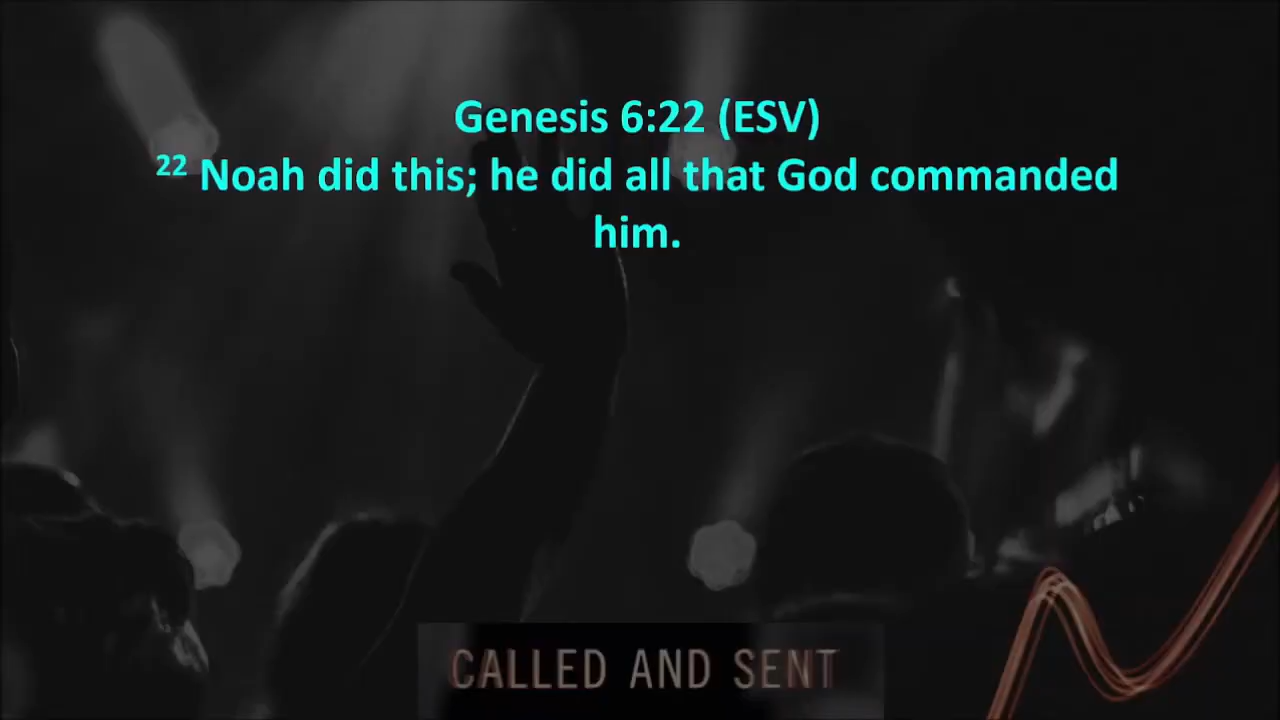 Genesis 6:22 (ESV)
22 Noah did this; he did all that God commanded
him.
CALLED AND SENT